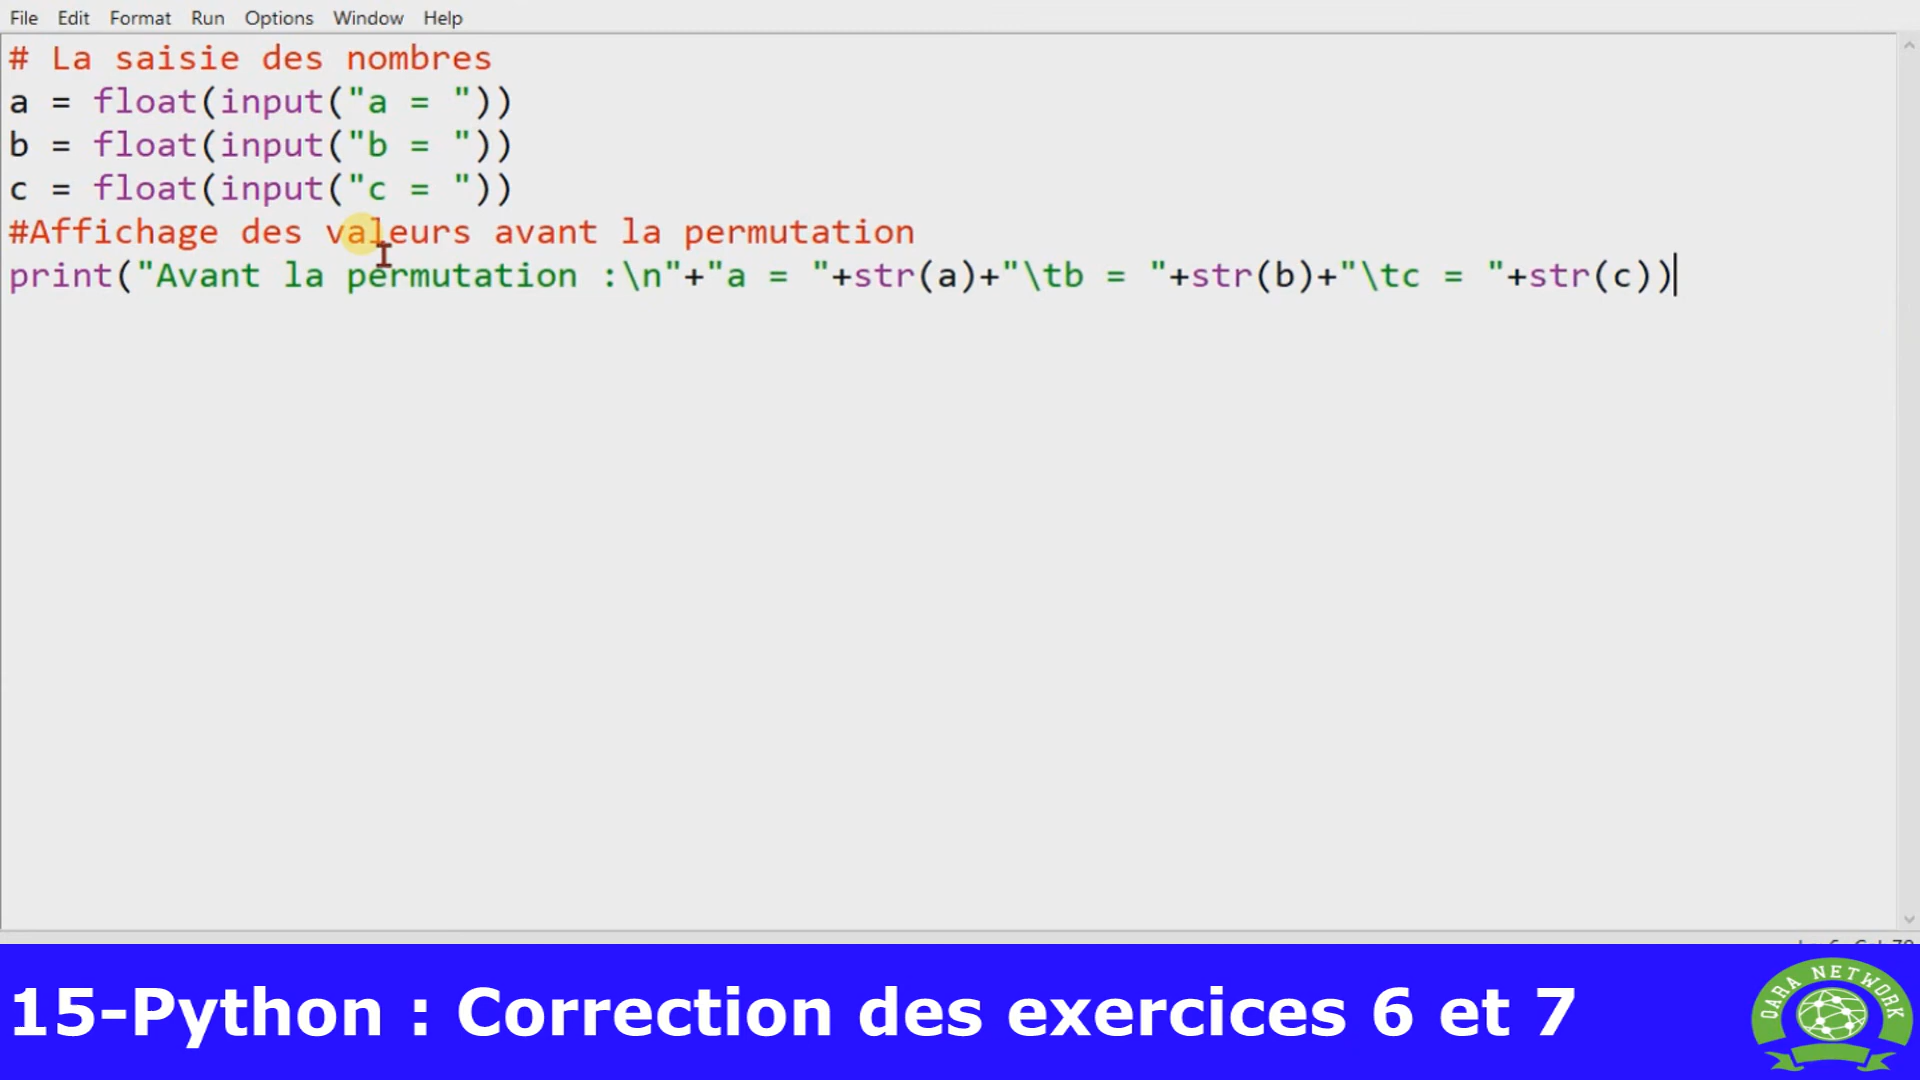 File Edit Format Run Options Window Help
# La saisie des nombres
a = float(input("a = "))
b = float(input("b = "))
c = float(input("c = "))
#Affichage des valeurs avant la permutation
print("Avant la permutation :\n"+"a = "+str(a)+"\tb = "+str(b)+"\tc = "+str(c))
15-Python : Correction des exercices 6 et 7
OARA NETWORK